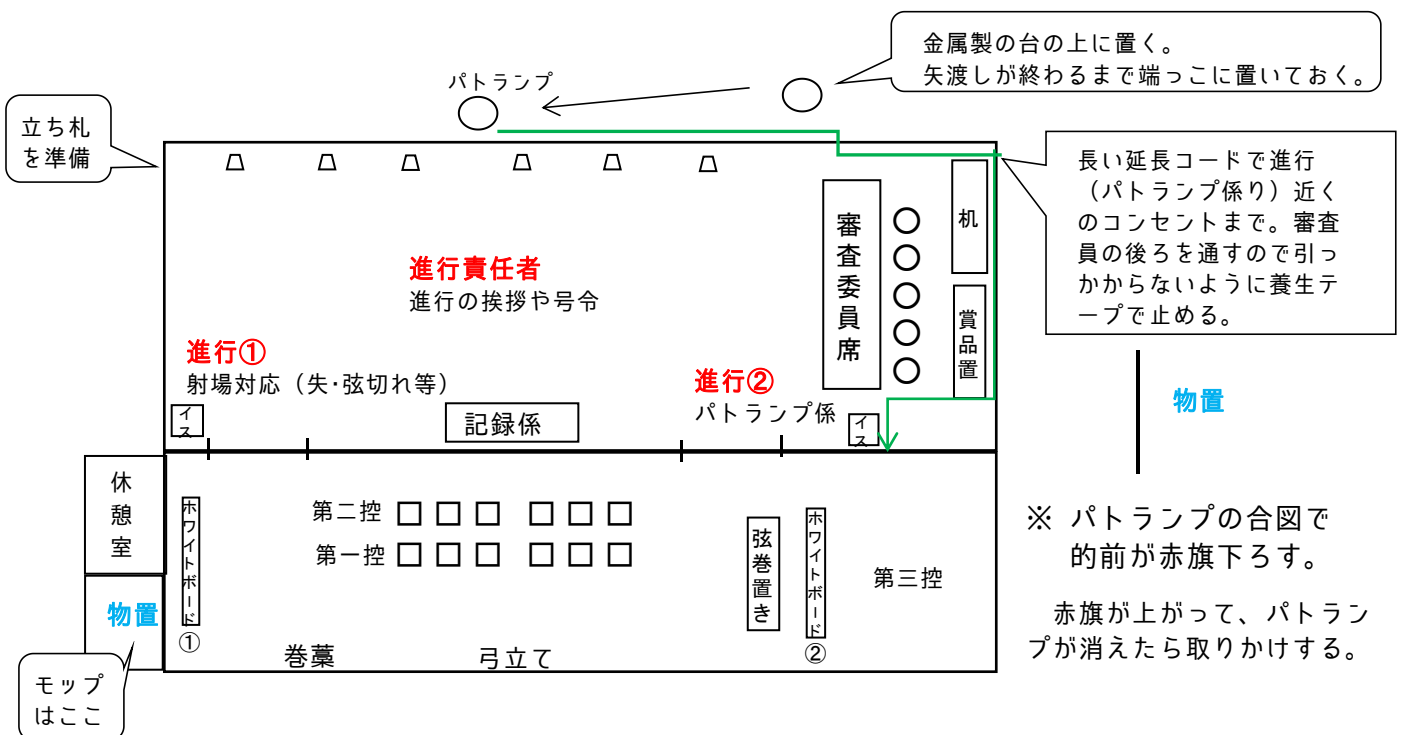 金属製の台の上に置く。
矢渡しが終わるまで端っこに置いておく。
パトランプ
立ち札
を準備
長い延長コードで進行
（パトランプ係り）近く
のコンセントまで。審査
員の後ろを通すので引っ
かからないように養生テ
ープで止める。
机
審査委員席
賞品置
進行責任者
進行の挨拶や号令
進行①
射場対応（失･弦切れ等）
進行②
パトランプ係
イス
記録係
イス
物置
休憩室
ホワイトボード
①
第二控
第一控
弦巻置き
ホワイトボード
②
第三控
物置
巻藁
弓立て
モップ
はここ
※ パトランプの合図で
的前が赤旗下ろす。
赤旗が上がって、パトラン
プが消えたら取りかけする。